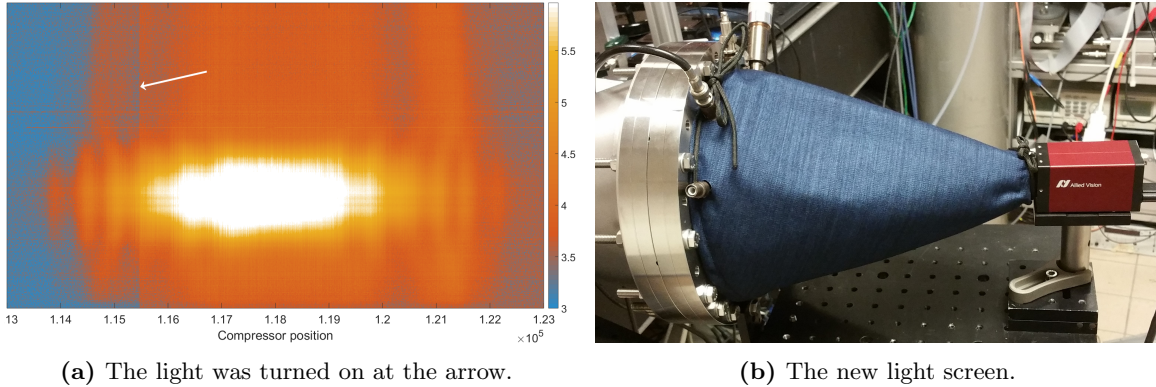 5.5
5
4.5
4
3.5
3
13 1.14 1.15 1.16 1.17 1.18 1.19 1.2 1.21 1.22 1.23
Compressor position ×10⁵
Allied Vision
(a) The light was turned on at the arrow. (b) The new light screen.